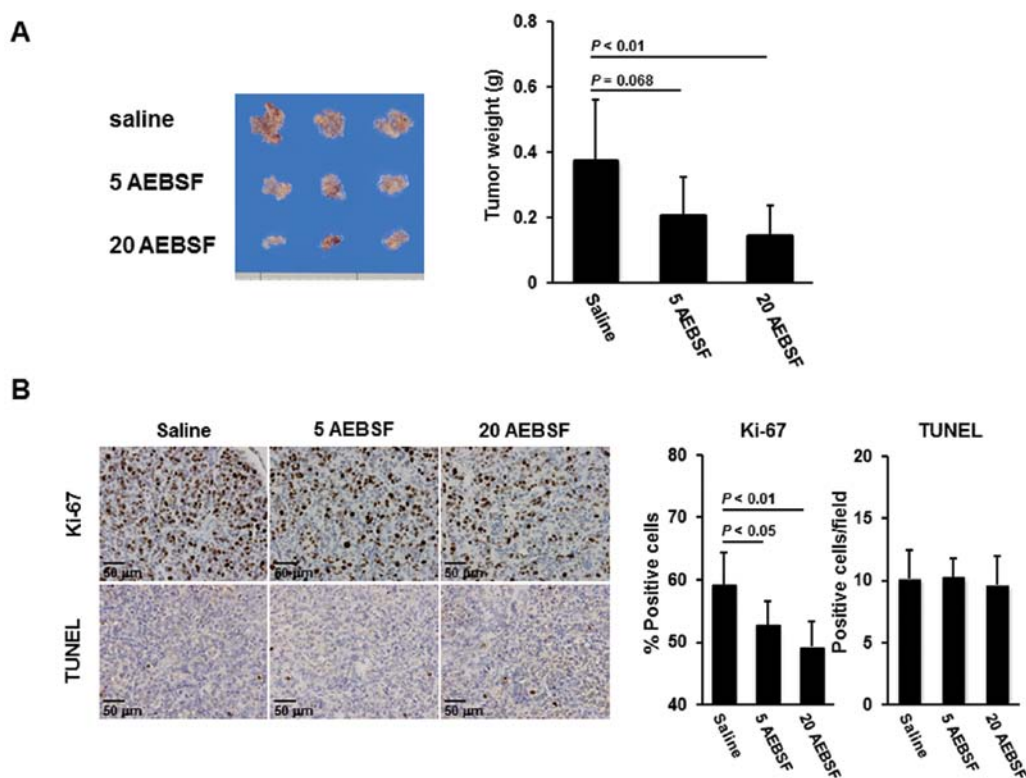 A
saline
5 AEBSF
20 AEBSF
Tumor weight (g)
0.8
0.6
0.4
0.2
0
P < 0.01
P = 0.068
Saline
5 AEBSF
20 AEBSF
B
Saline
5 AEBSF
20 AEBSF
Ki-67
50 μm
50 μm
50 μm
TUNEL
50 μm
50 μm
50 μm
Ki-67
% Positive cells
80
70
60
50
40
P < 0.01
P < 0.05
Saline
5 AEBSF
20 AEBSF
TUNEL
Positive cells/field
20
15
10
5
0
Saline
5 AEBSF
20 AEBSF